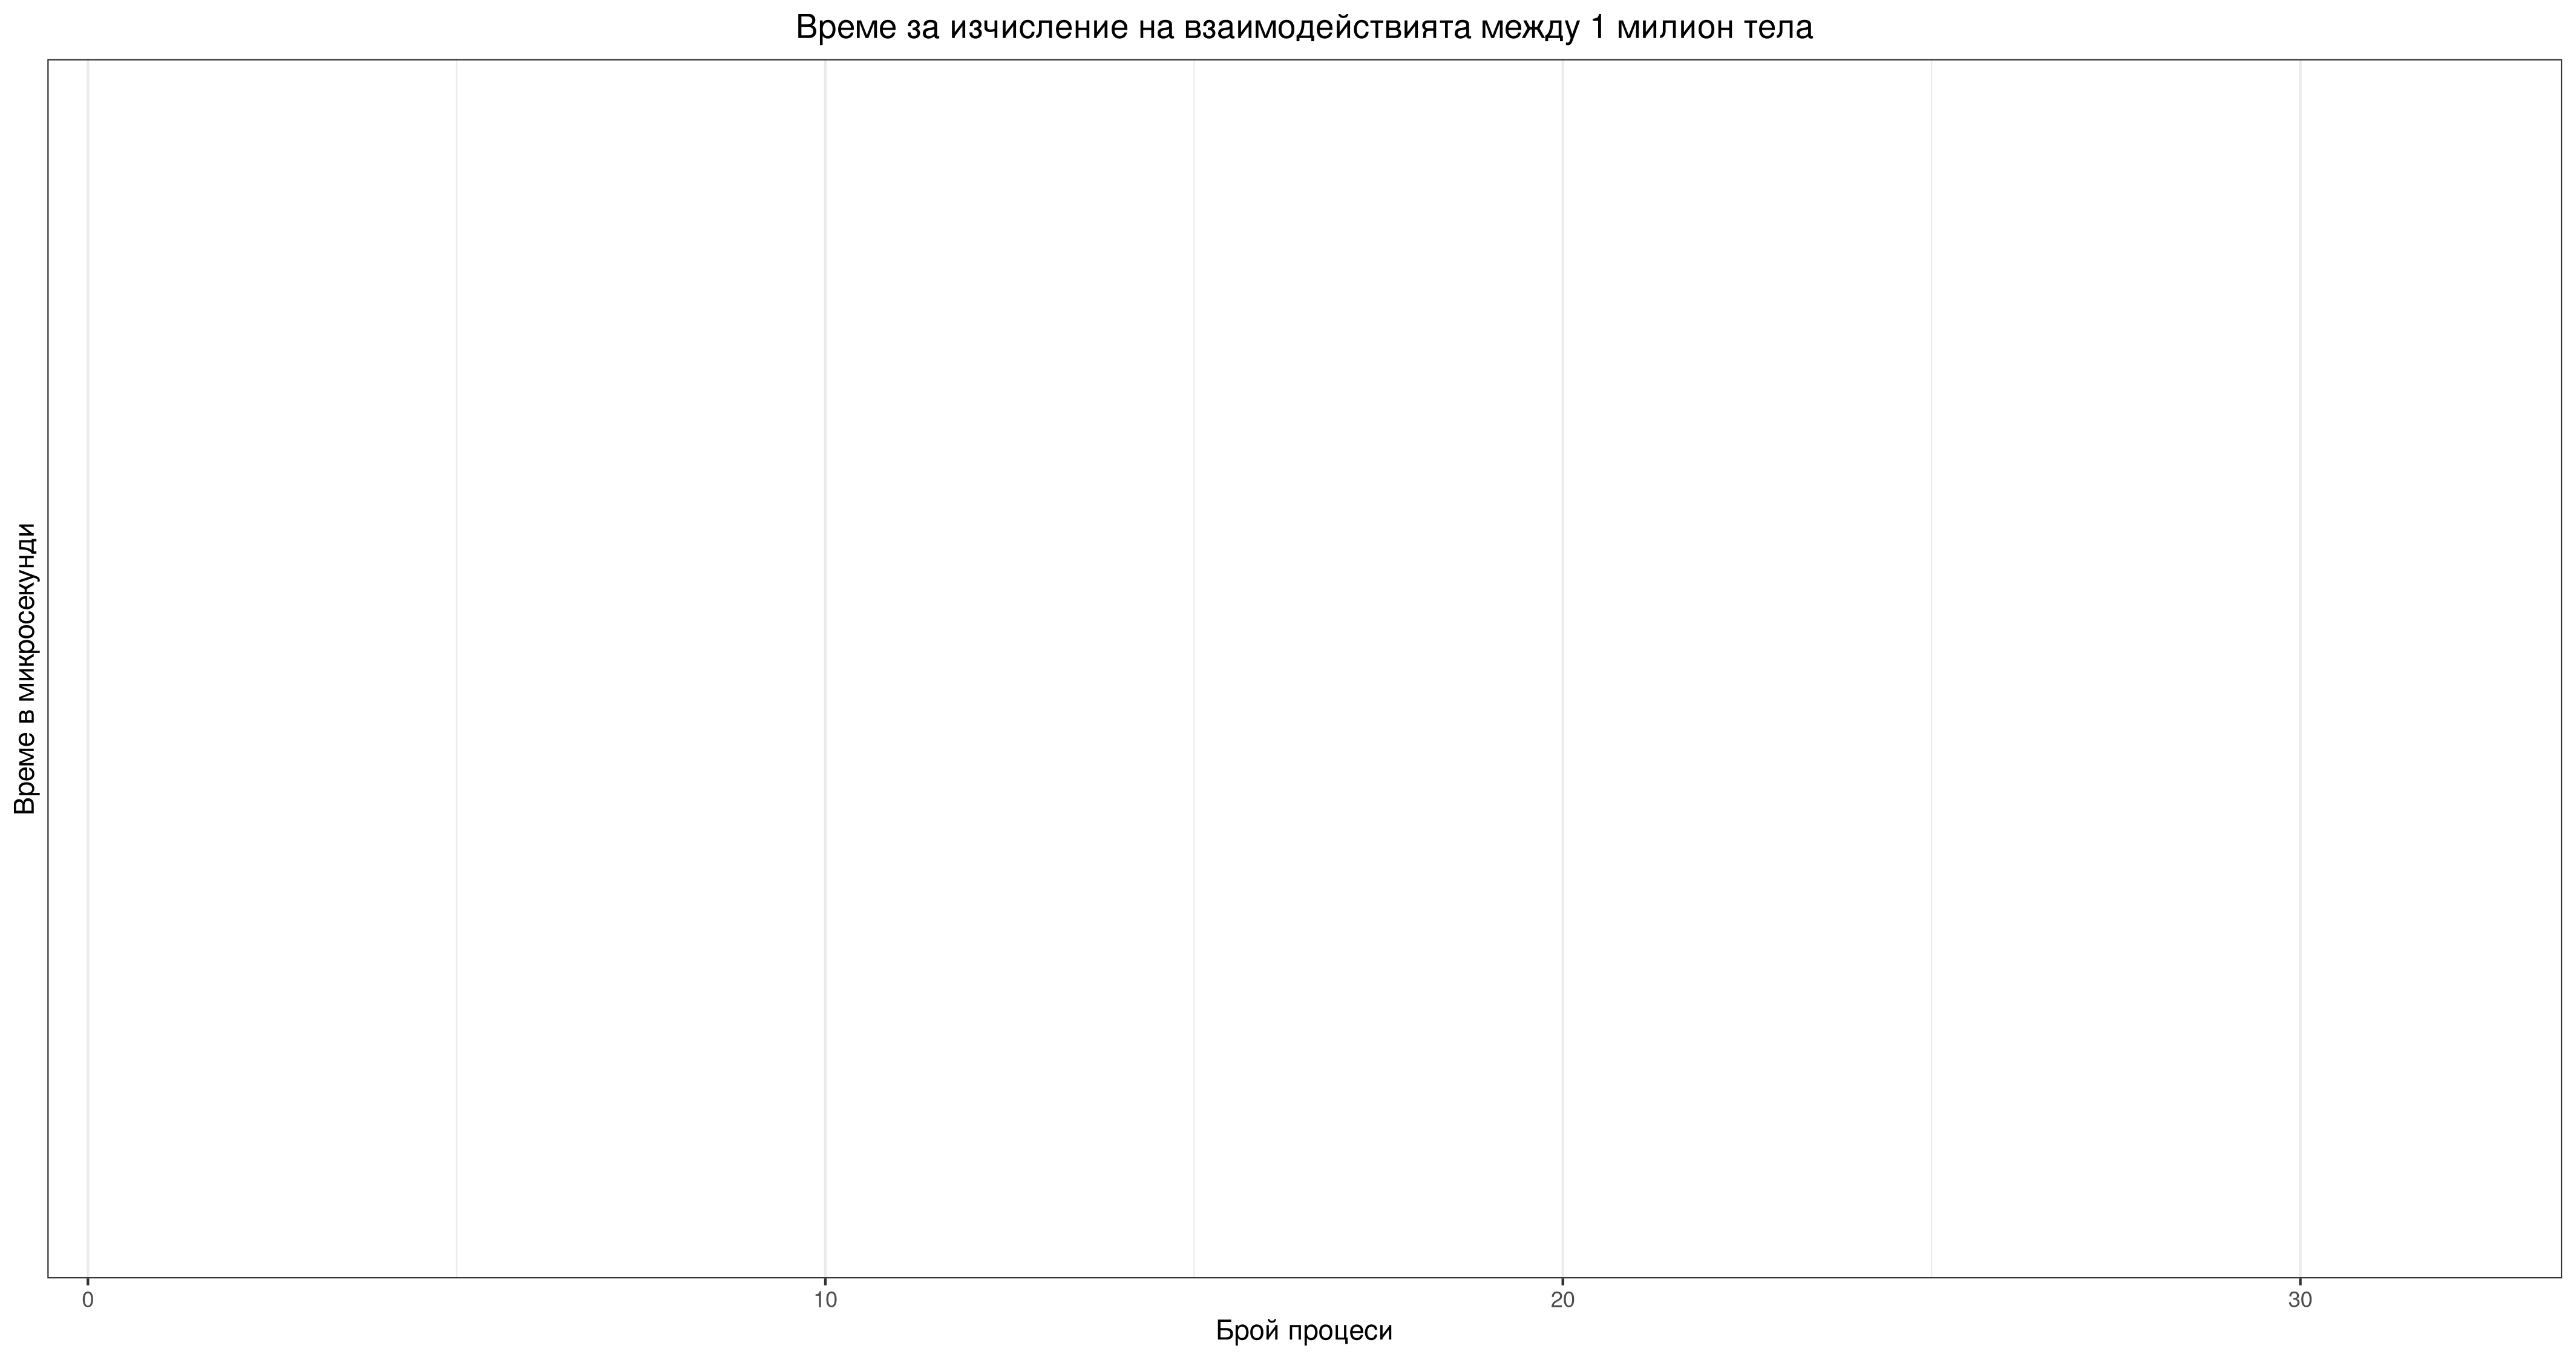 Време за изчисление на взаимодействията между 1 милион тела
Време в микросекунди
0 10 20 30
Брой процеси